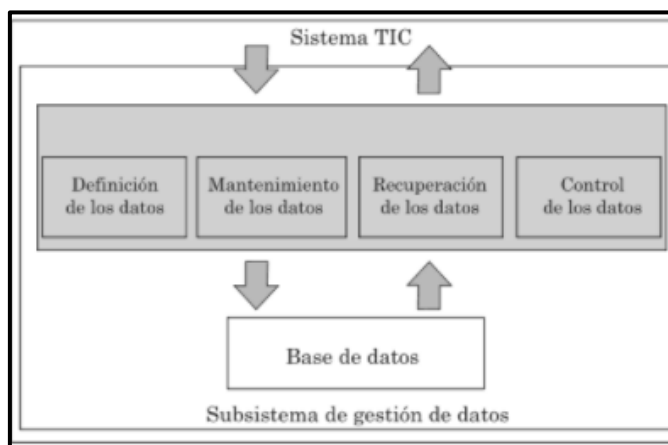 Sistema TIC
Definición
de los datos
Mantenimiento
de los datos
Recuperación
de los datos
Control
de los datos
Base de datos
Subsistema de gestión de datos